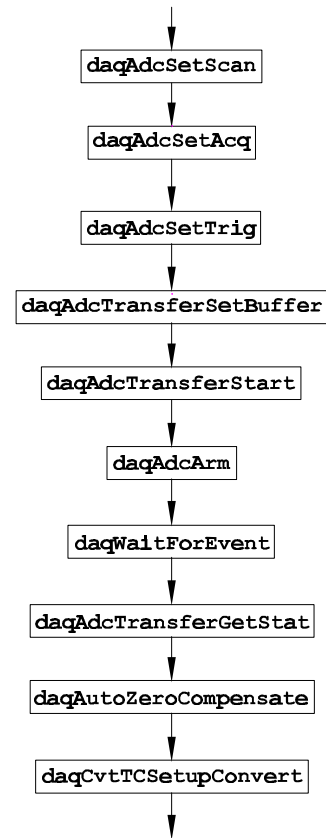 daqAdcSetScan
daqAdcSetAcq
daqAdcSetTrig
daqAdcTransferSetBuffer
daqAdcTransferStart
daqAdcArm
daqWaitForEvent
daqAdcTransferGetStat
daqAutoZeroCompensate
daqCvtTCSetupConvert